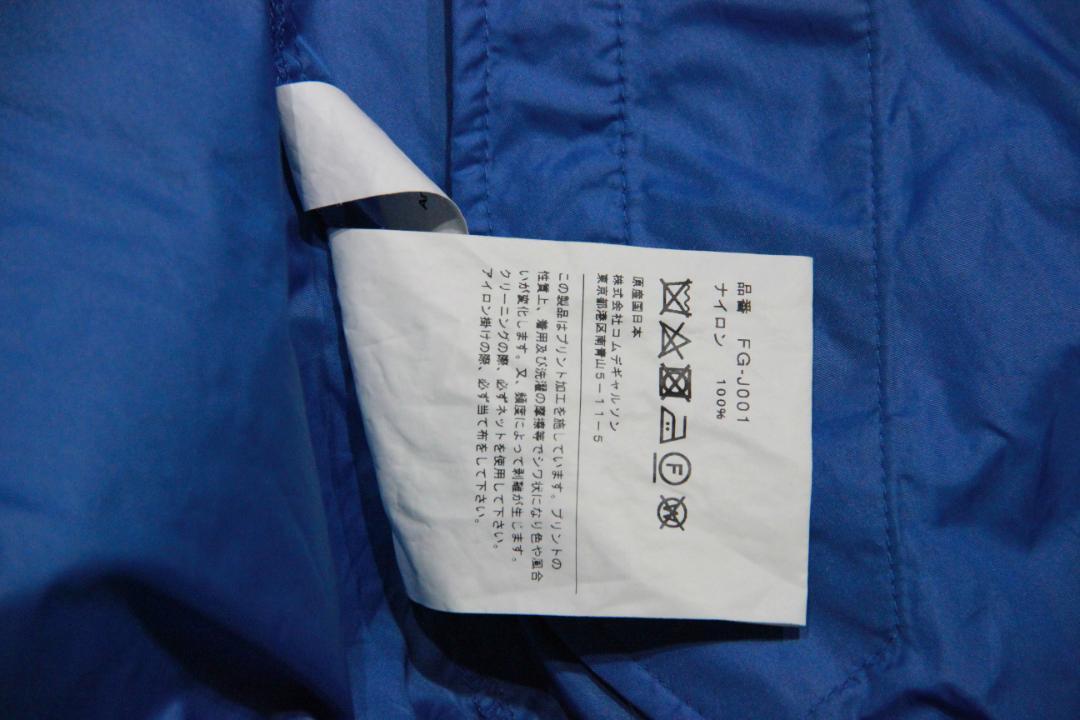 品番 FG-J001
ナイロン 100%
F
W
原産国日本
株式会社コムデギャルソン
東京都港区南青山5-11-5
この製品はプリント加工を施しています。プリントの
性質上、着用及び洗濯の摩擦等でシワ状になり色や風合
いが変化します。又、頻度によって剥離が生じます。
クリーニングの際、必ずネットを使用して下さい。
アイロン掛けの際、必ず当て布をして下さい。